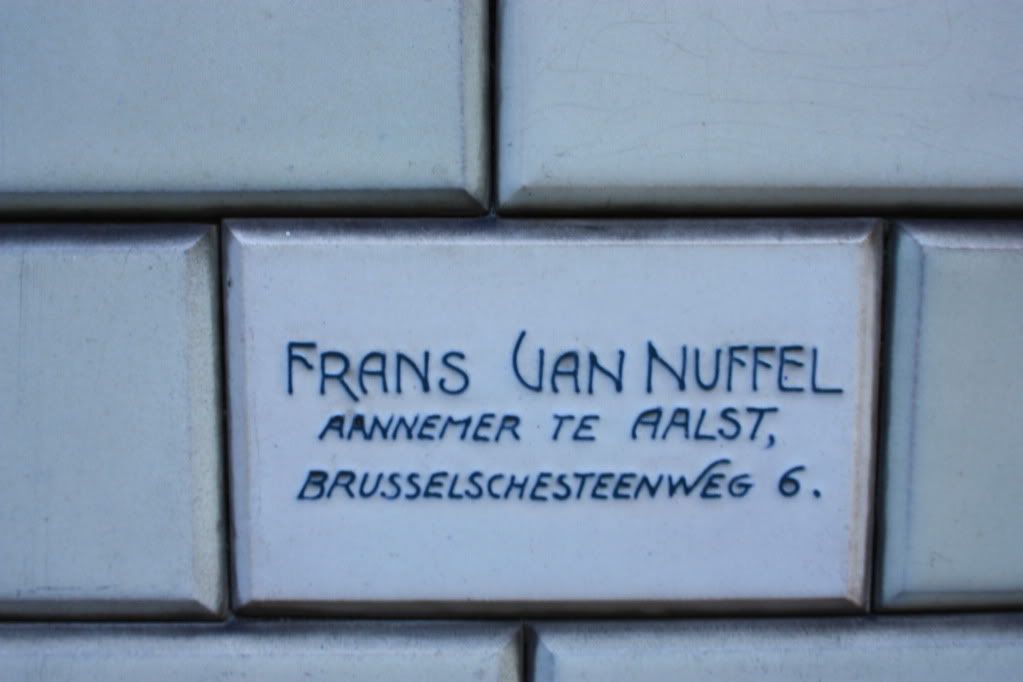 FRANS VAN NUFFEL
AANNEMER TE AALST,
BRUSSELSCHESTEENWEG 6.